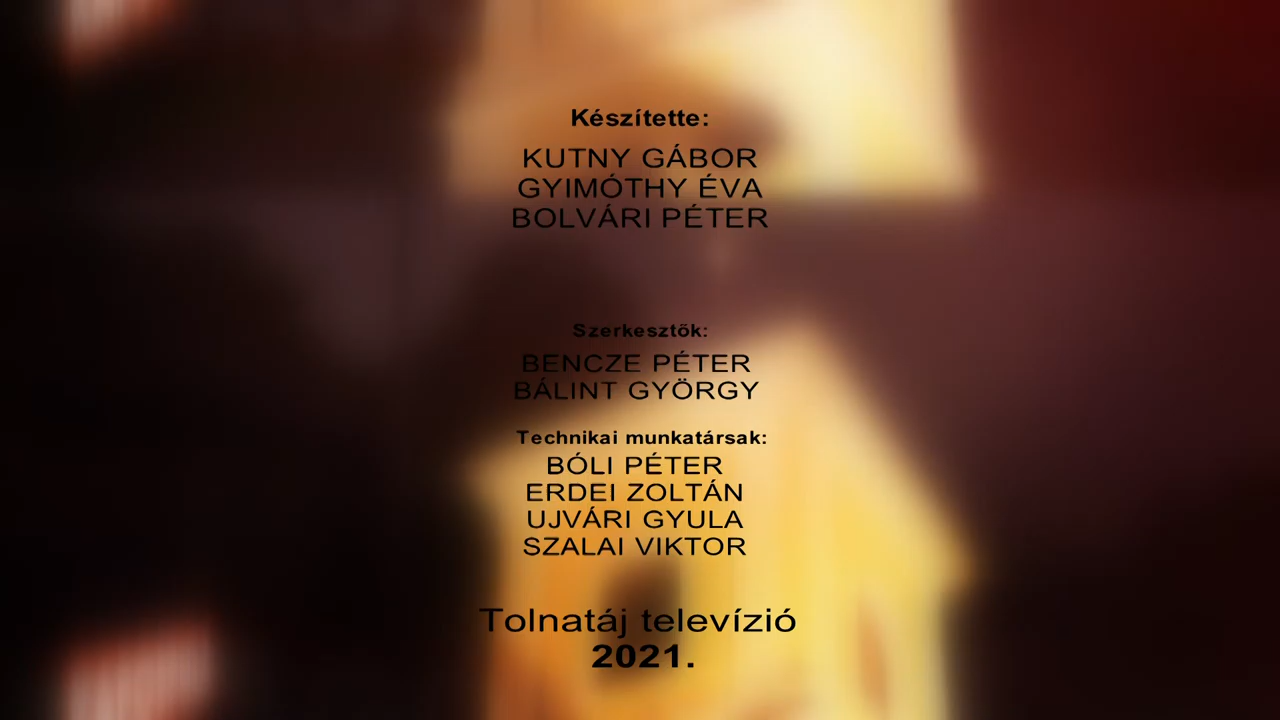 Készítette:
KUTNY GÁBOR
GYIMÓTHY ÉVA
BOLVÁRI PÉTER
Szerkesztõk:
BENCZE PÉTER
BÁLINT GYÖRGY
Technikai munkatársak:
BÓLI PÉTER
ERDEI ZOLTÁN
UJVÁRI GYULA
SZALAI VIKTOR
Tolnatáj televízió
2021.